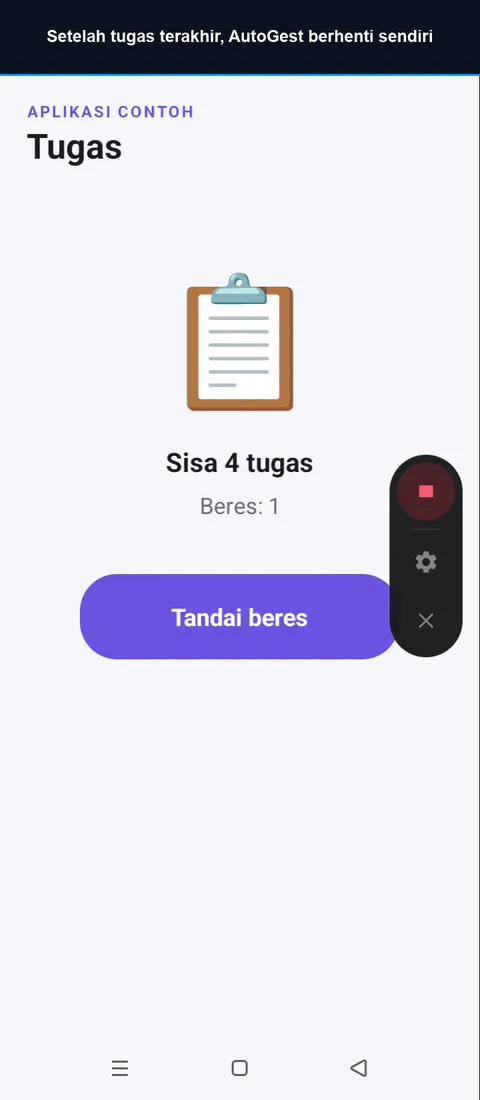 Setelah tugas terakhir, AutoGest berhenti sendiri
APLIKASI CONTOH
Tugas
Sisa 4 tugas
Beres: 1
Tandai beres